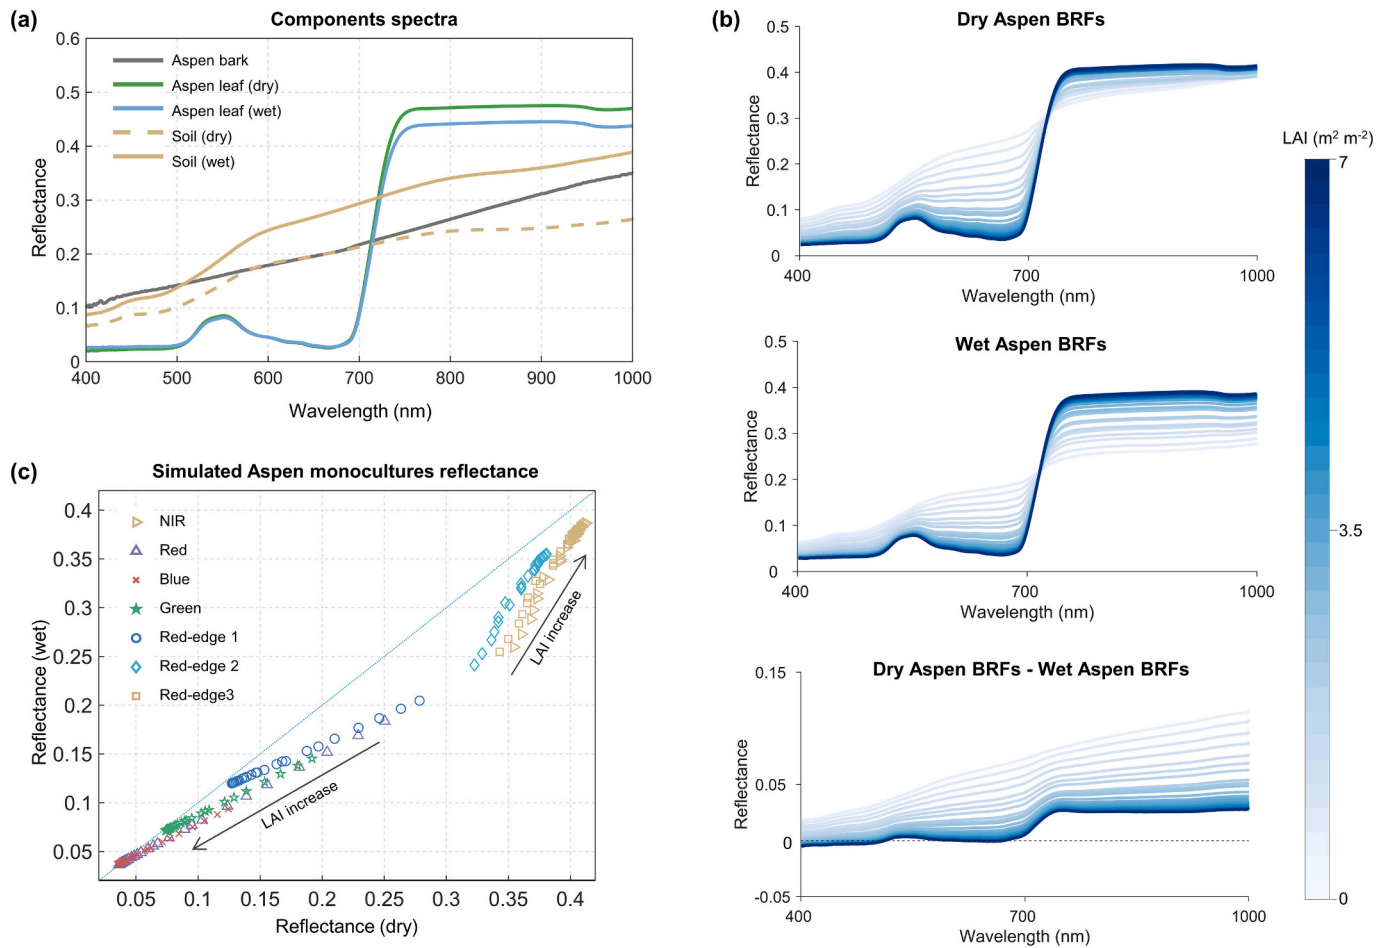 (a)
Components spectra
0.6
0.5
0.4
0.3
0.2
0.1
0
Reflectance
Aspen bark
Aspen leaf (dry)
Aspen leaf (wet)
Soil (dry)
Soil (wet)
400 500 600 700 800 900 1000
Wavelength (nm)
(b)
Dry Aspen BRFs
0.5
0.4
0.3
0.2
0.1
0
Reflectance
400 700 1000
Wavelength (nm)
Wet Aspen BRFs
0.5
0.4
0.3
0.2
0.1
0
Reflectance
400 700 1000
Wavelength (nm)
Dry Aspen BRFs - Wet Aspen BRFs
0.15
0.05
0
-0.05
Reflectance
400 700 1000
Wavelength (nm)
LAI (m² m⁻²)
7
3.5
0
(c)
Simulated Aspen monocultures reflectance
0.4
0.35
0.3
0.25
0.2
0.15
0.1
0.05
Reflectance (wet)
NIR
Red
Blue
Green
Red-edge 1
Red-edge 2
Red-edge3
LAI increase
LAI increase
0.05 0.1 0.15 0.2 0.25 0.3 0.35 0.4
Reflectance (dry)